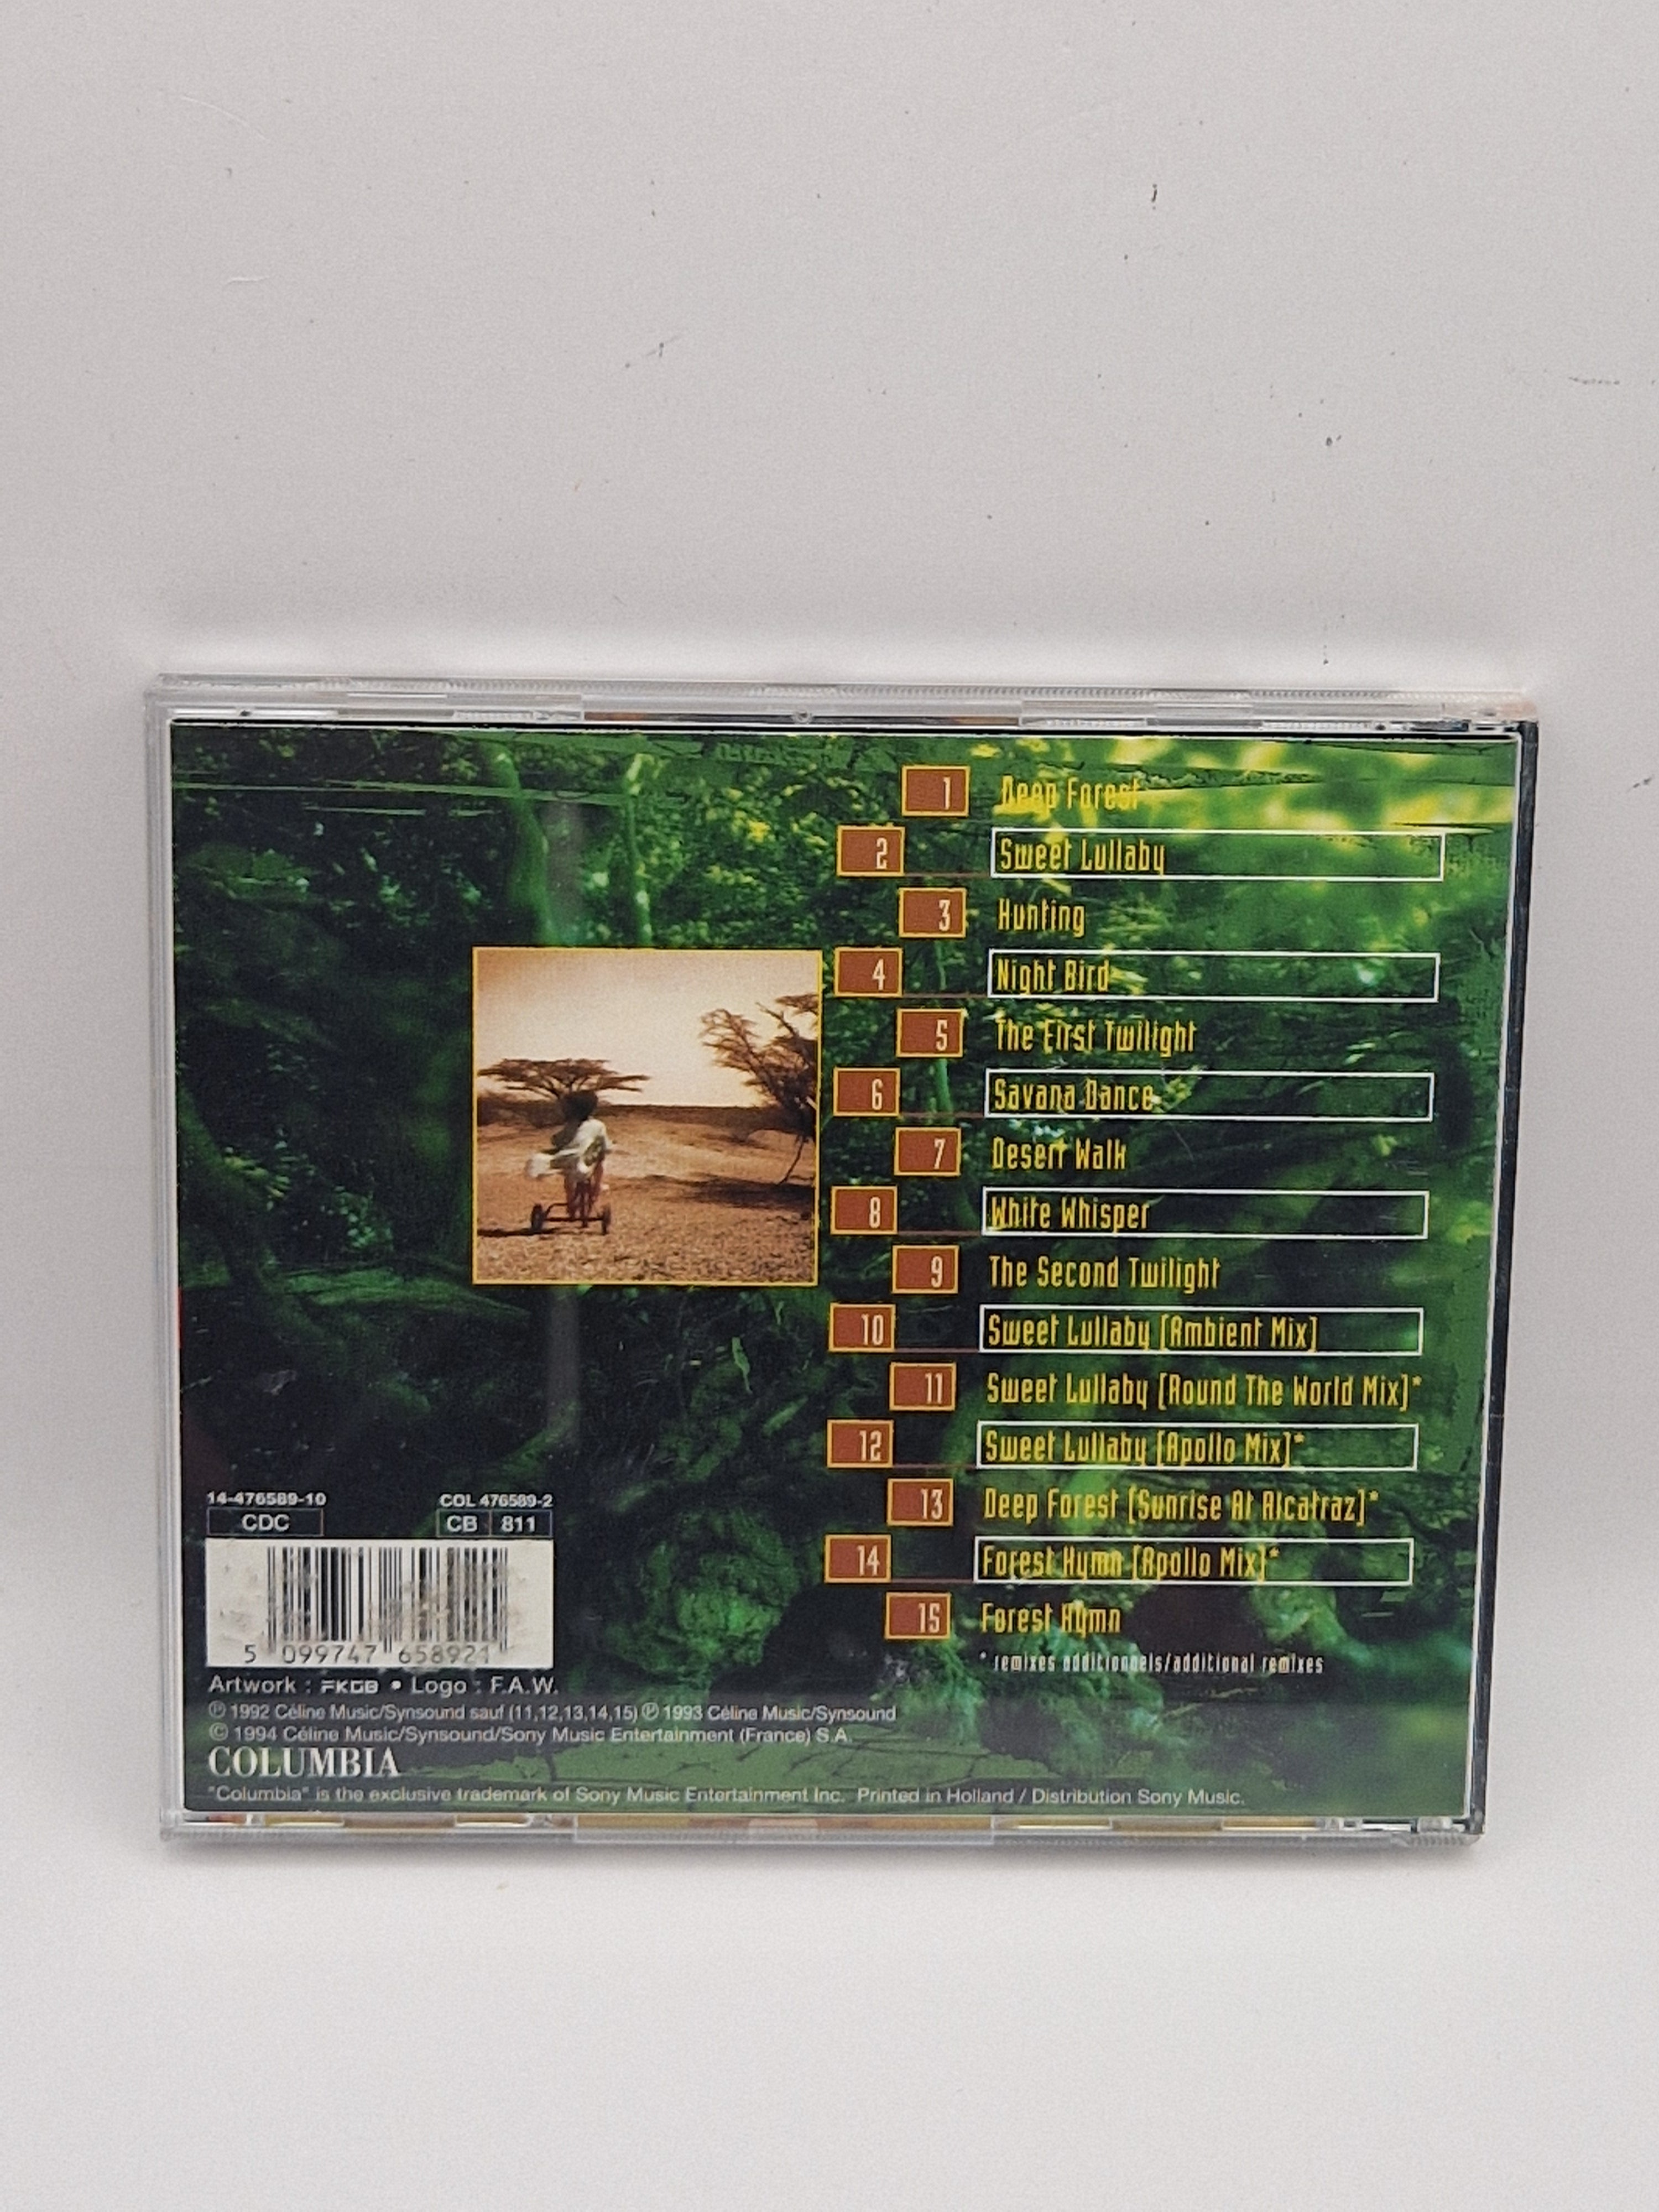 1 Deep Forest
2 Sweet Lullaby
3 Hunting
4 Night Bird
5 The First Twilight
6 Savana Dance
7 Desert Walk
8 White Whisper
9 The Second Twilight
10 Sweet Lullaby [Ambient Mix]
11 Sweet Lullaby [Round The World Mix]*
12 Sweet Lullaby [Apollo Mix]*
13 Deep Forest [Sunrise At Alcatraz]*
14 Forest Hymn [Apollo Mix]*
15 Forest Hymn
* remixes additionnels/additional remixes
14-476589-10 COL 476589-2
CDC CB 811
5 099747 658921
Artwork : FKGB • Logo : F.A.W.
℗ 1992 Céline Music/Synsound sauf (11,12,13,14,15) ℗ 1993 Céline Music/Synsound
© 1994 Céline Music/Synsound/Sony Music Entertainment (France) S.A.
COLUMBIA
"Columbia" is the exclusive trademark of Sony Music Entertainment Inc. Printed in Holland / Distribution Sony Music.